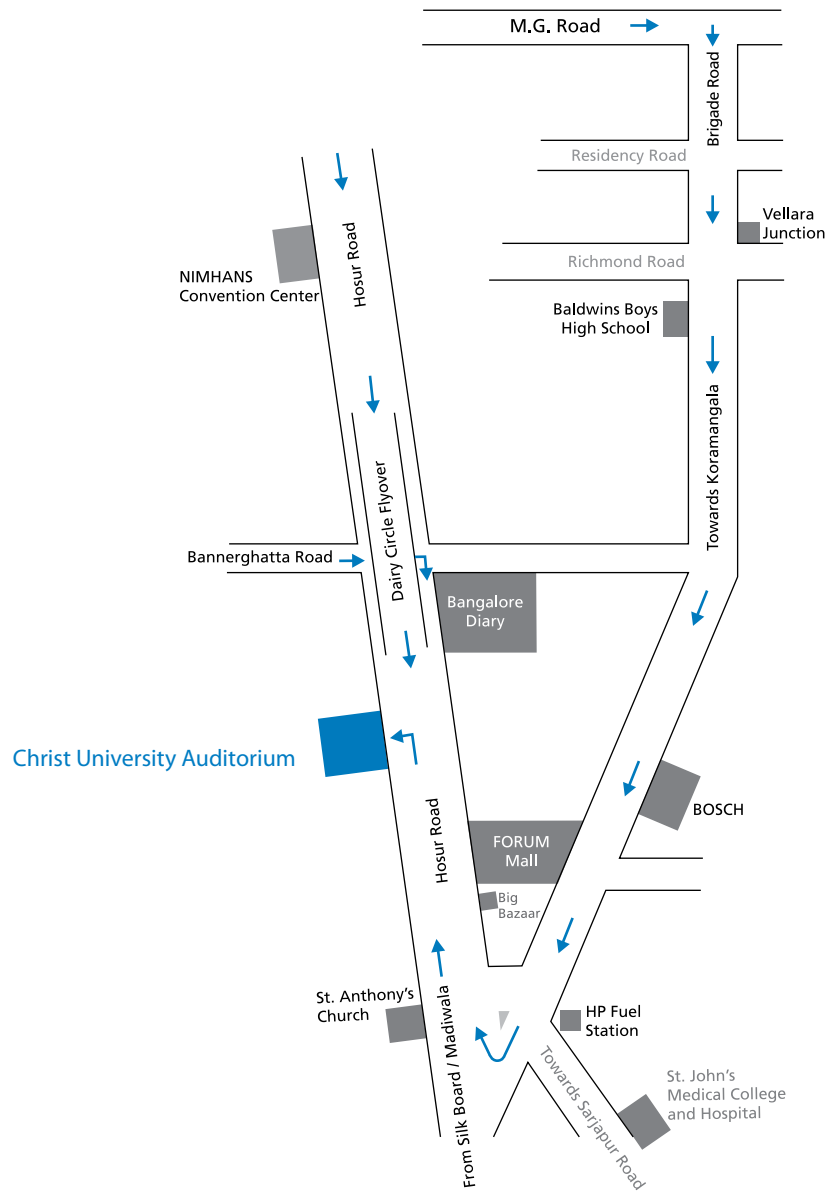 M.G. Road
Brigade Road
Residency Road
Vellara
Junction
Hosur Road
Richmond Road
NIMHANS
Convention Center
Baldwins Boys
High School
Towards Koramangala
Dairy Circle Flyover
Bannerghatta Road
Bangalore
Diary
Christ University Auditorium
Hosur Road
BOSCH
FORUM
Mall
Big
Bazaar
St. Anthony's
Church
From Silk Board / Madiwala
HP Fuel
Station
Towards Sarjapur Road
St. John's
Medical College
and Hospital